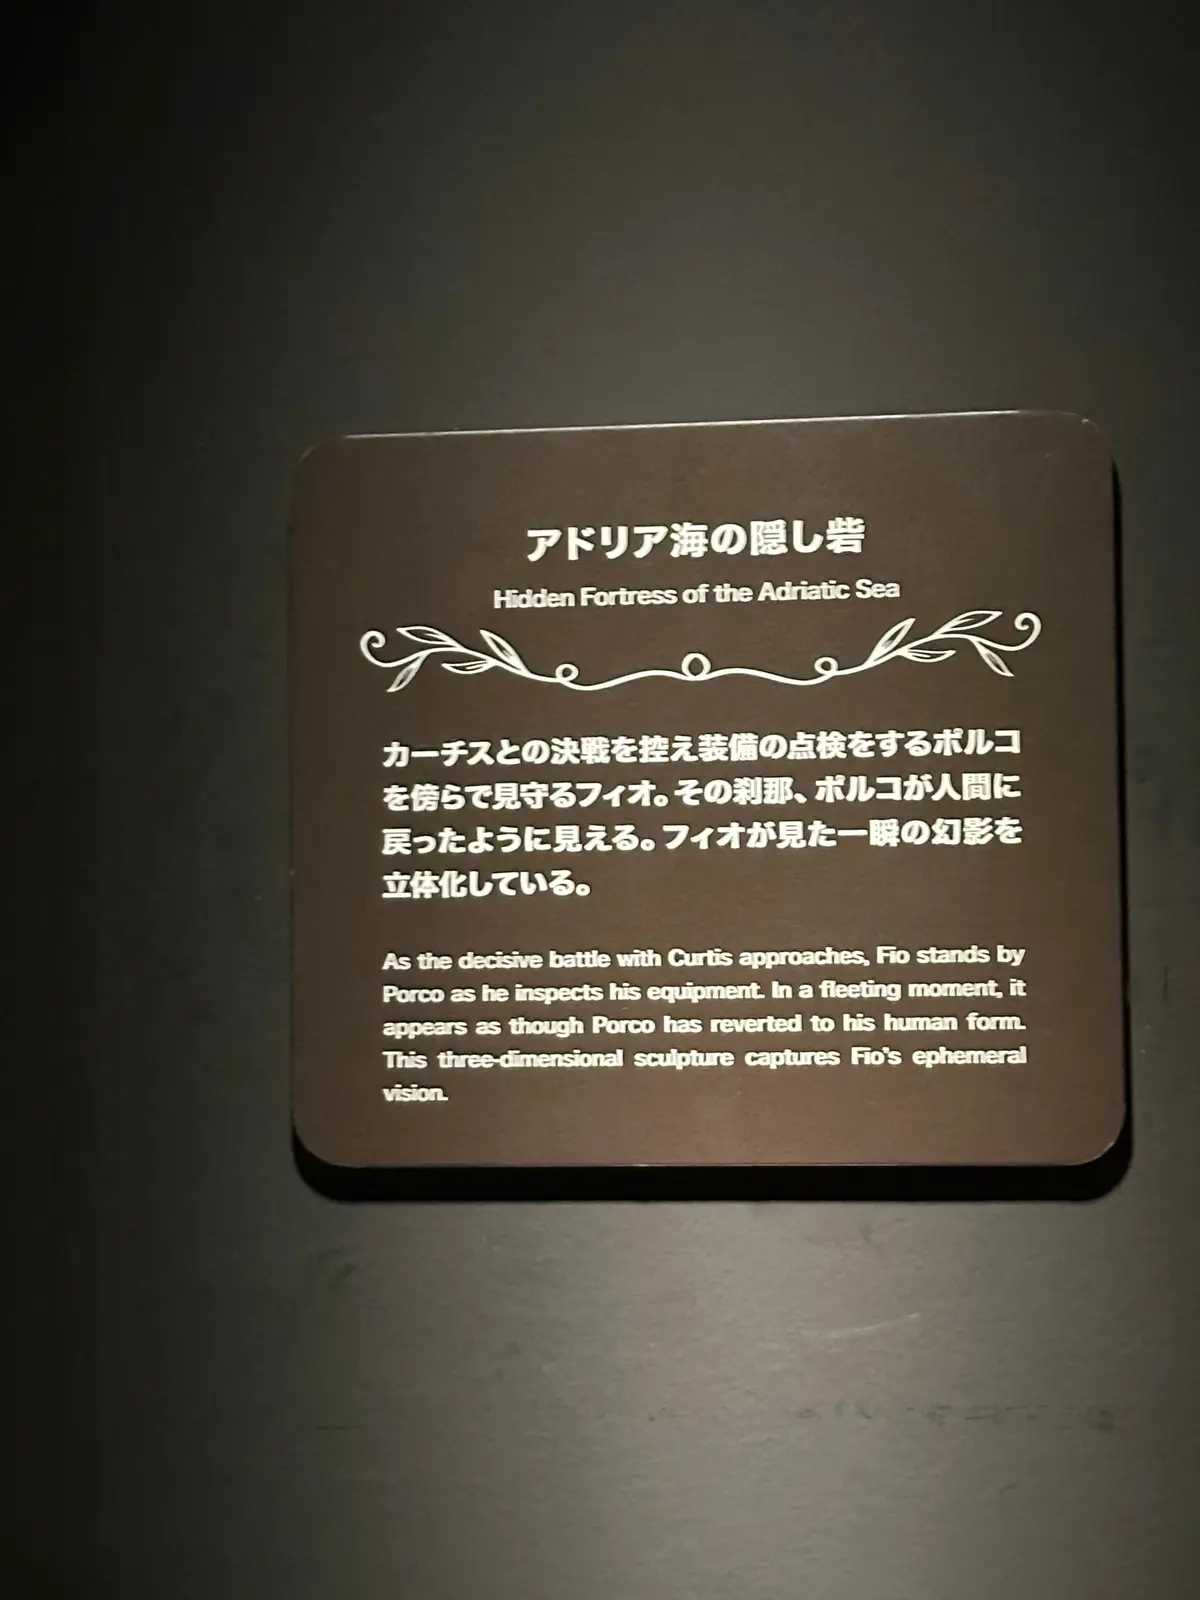 アドリア海の隠し砦
Hidden Fortress of the Adriatic Sea
カーチスとの決戦を控え装備の点検をするポルコ
を傍らで見守るフィオ。その刹那、ポルコが人間に
戻ったように見える。フィオが見た一瞬の幻影を
立体化している。
As the decisive battle with Curtis approaches, Fio stands by
Porco as he inspects his equipment. In a fleeting moment, it
appears as though Porco has reverted to his human form.
This three-dimensional sculpture captures Fio's ephemeral
vision.